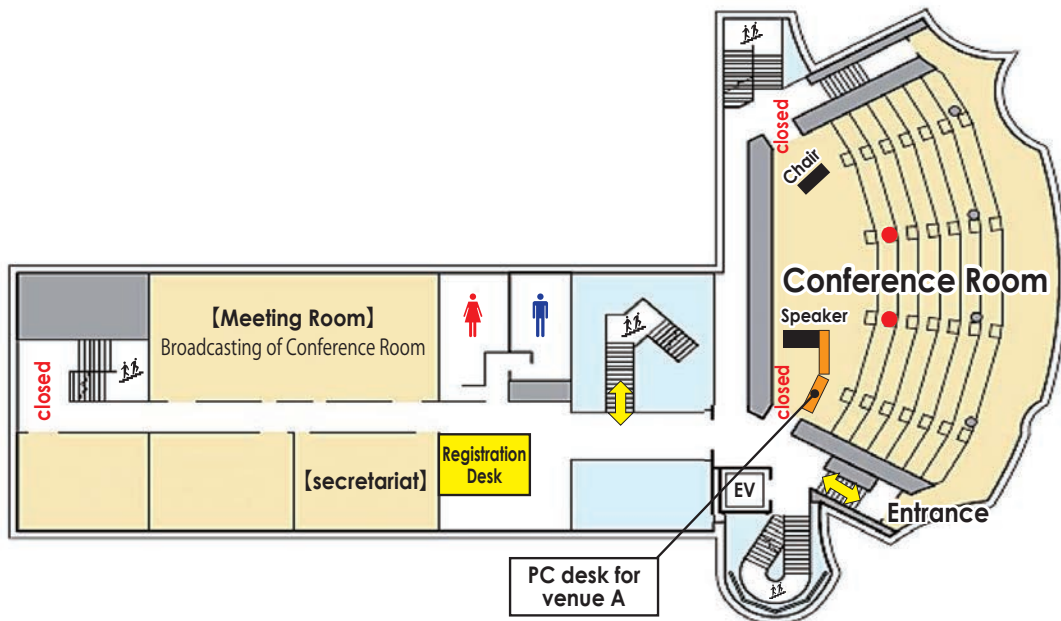 closed
Chair
Conference Room
【Meeting Room】
Broadcasting of Conference Room
Speaker
closed
closed
【secretariat】
Registration
Desk
EV
Entrance
PC desk for
venue A